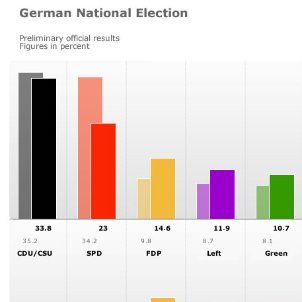 German National Election
Preliminary official results
Figures in percent
33.8 23 14.6 11.9 10.7
35.2 34.2 9.8 8.7 8.1
CDU/CSU SPD FDP Left Green